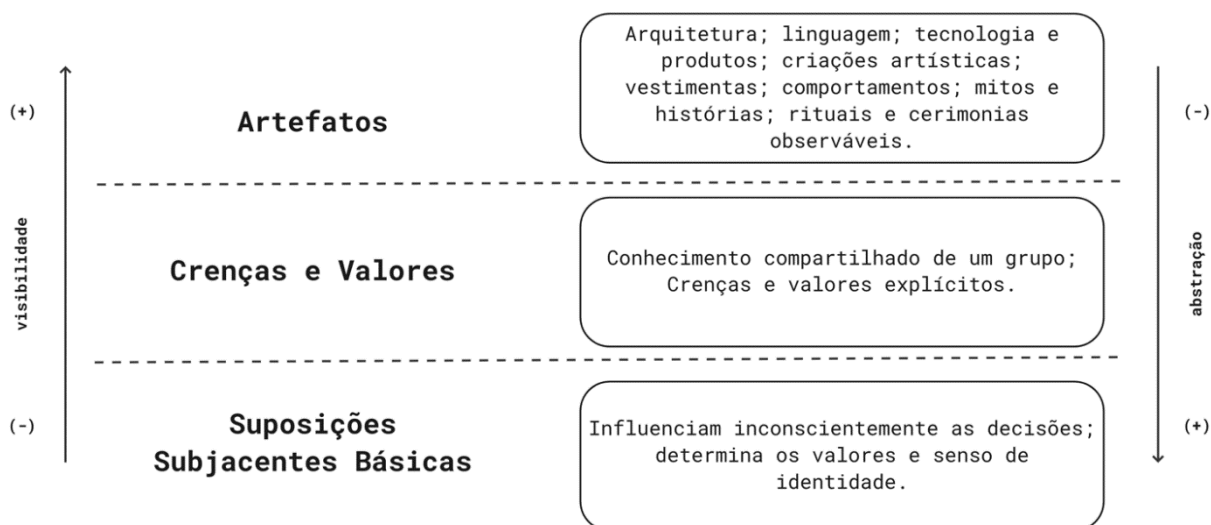 Arquitetura; linguagem; tecnologia e
produtos; criações artísticas;
vestimentas; comportamentos; mitos e
histórias; rituais e cerimonias
observáveis.
(+)
Artefatos
(-)
visibilidade
Crenças e Valores
Conhecimento compartilhado de um grupo;
Crenças e valores explícitos.
abstração
(-)
Suposições
Subjacentes Básicas
Influenciam inconscientemente as decisões;
determina os valores e senso de
identidade.
(+)